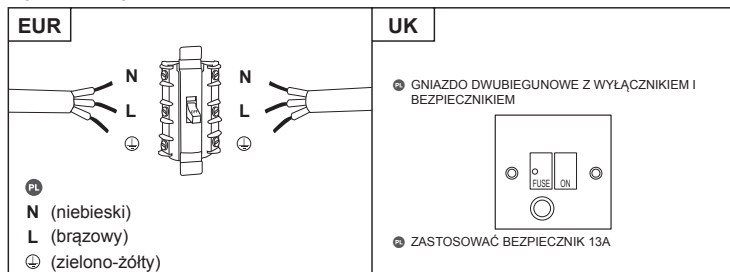 EUR
N
L
N
L
PL
N (niebieski)
L (brązowy)
(zielono-żółty)
UK
PL GNIAZDO DWUBIEGUNOWE Z WYŁĄCZNIKIEM I
BEZPIECZNIKIEM
FUSE
ON
PL ZASTOSOWAĆ BEZPIECZNIK 13A